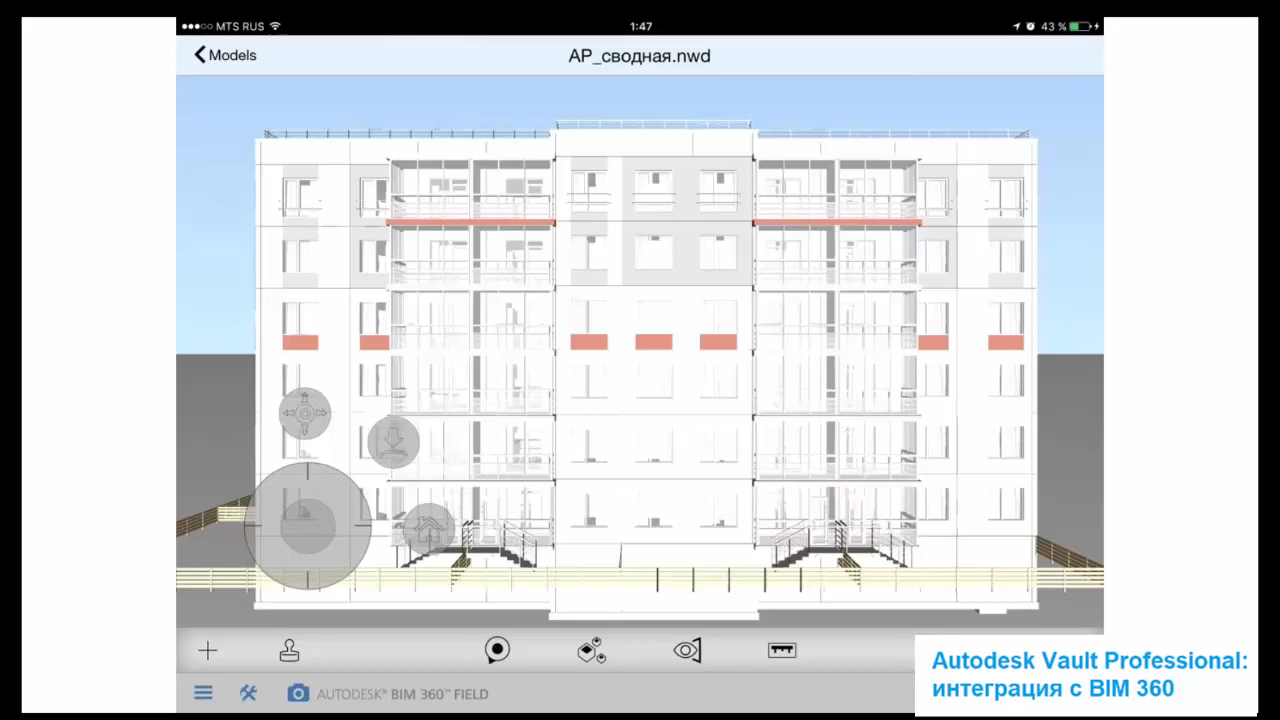 MTS RUS
1:47
43 %
Models
АР_сводная.nwd
AUTODESK® BIM 360™ FIELD
Autodesk Vault Professional:
интеграция с BIM 360